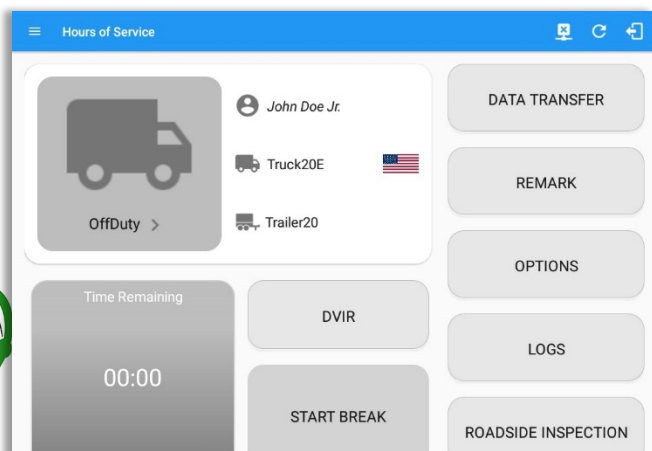 Hours of Service
John Doe Jr.
Truck20E
Trailer20
OffDuty >
DATA TRANSFER
REMARK
OPTIONS
LOGS
ROADSIDE INSPECTION
Time Remaining
00:00
DVIR
START BREAK